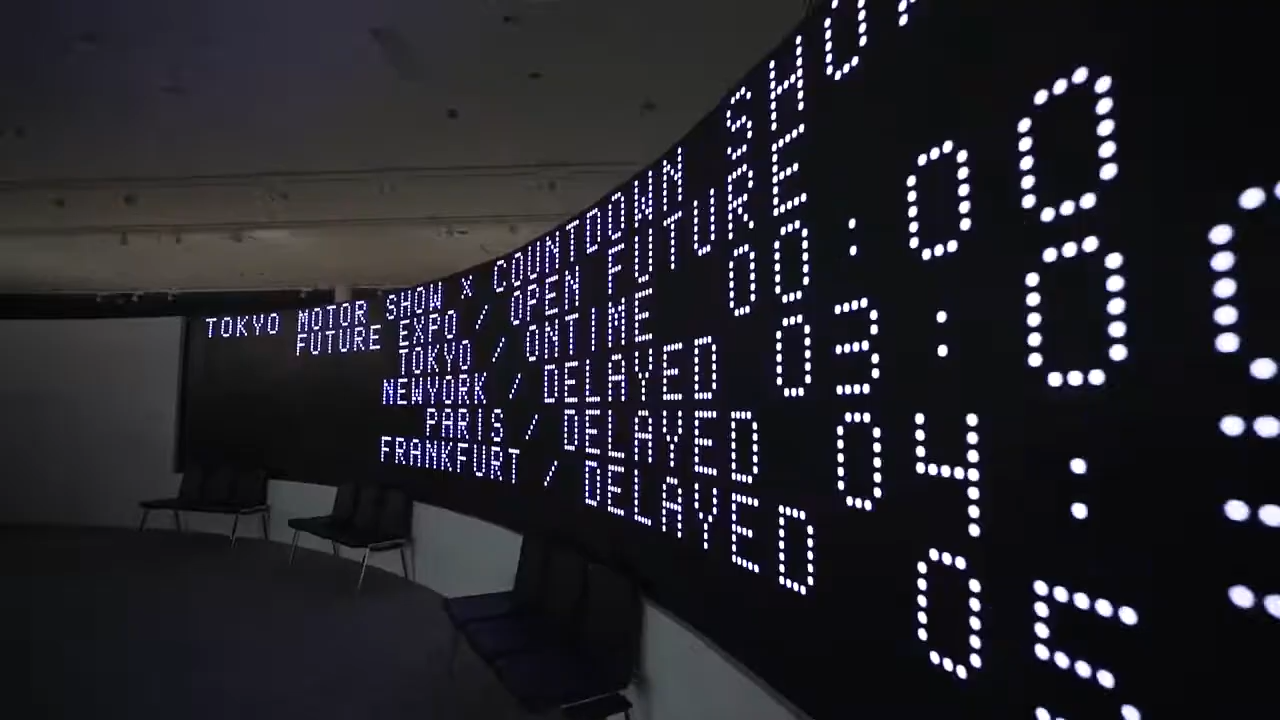 TOKYO MOTOR SHOW x COUNTDOWN
FUTURE EXPO / OPEN FUTURE
TOKYO / ONTIME 00:00
NEWYORK / DELAYED 03:0
PARIS / DELAYED 04:
FRANKFURT / DELAYED 05: